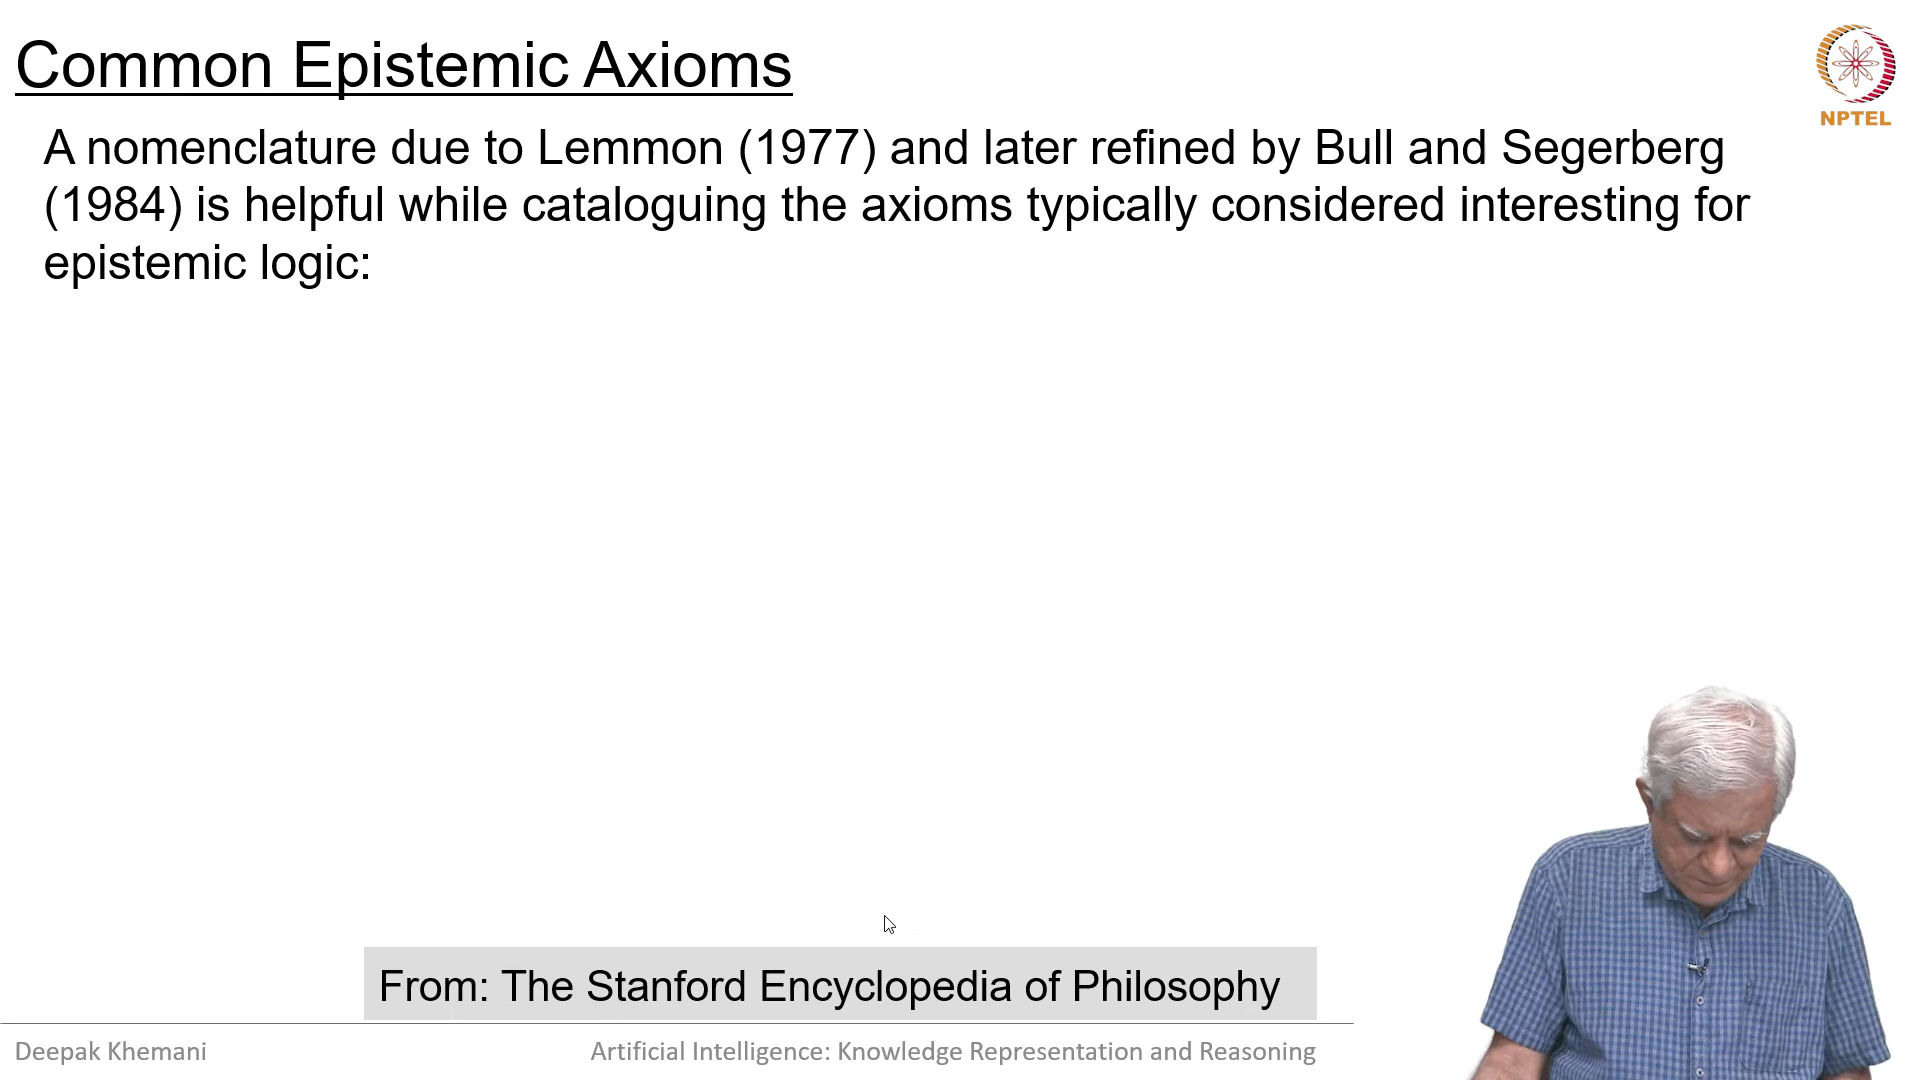 Common Epistemic Axioms
NPTEL
A nomenclature due to Lemmon (1977) and later refined by Bull and Segerberg
(1984) is helpful while cataloguing the axioms typically considered interesting for
epistemic logic:
From: The Stanford Encyclopedia of Philosophy
Deepak Khemani
Artificial Intelligence: Knowledge Representation and Reasoning